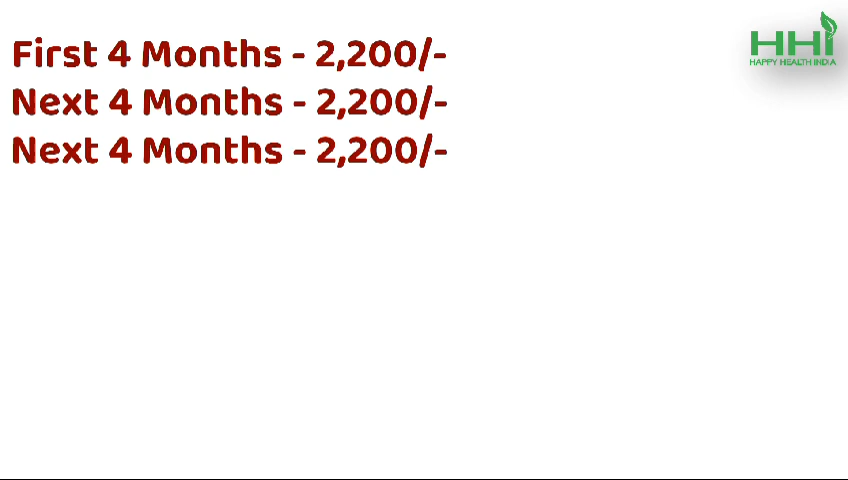 First 4 Months - 2,200/-
Next 4 Months - 2,200/-
Next 4 Months - 2,200/-
HHI
HAPPY HEALTH INDIA